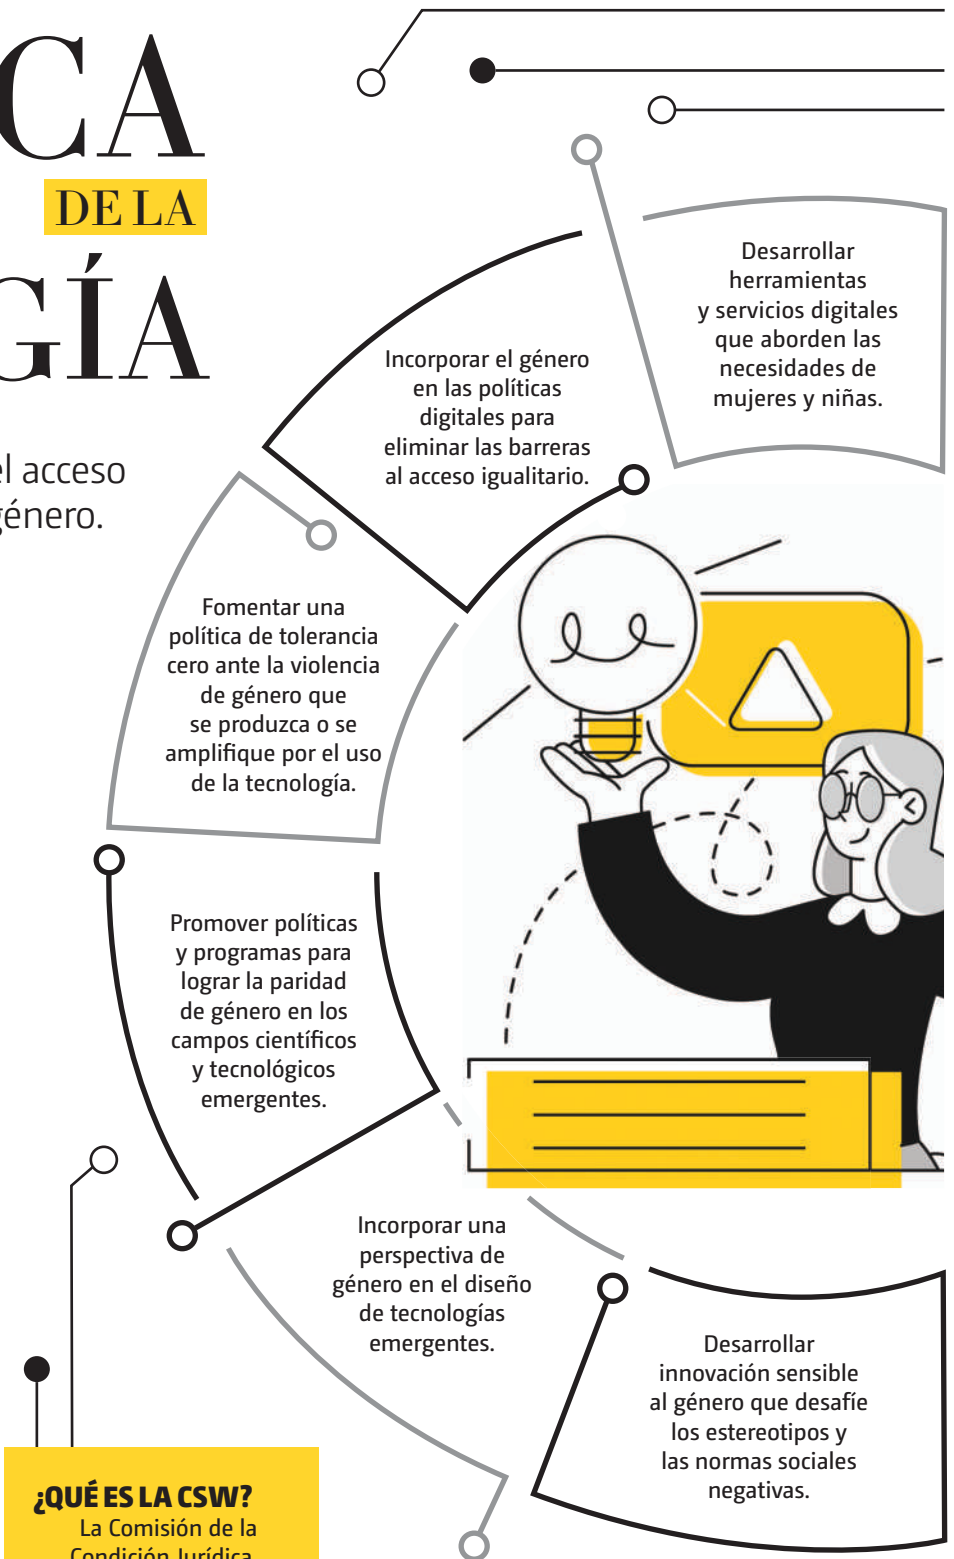 CA
DE LA
GÍA
el acceso
género.
Desarrollar
herramientas
y servicios digitales
que aborden las
necesidades de
mujeres y niñas.
Incorporar el género
en las políticas
digitales para
eliminar las barreras
al acceso igualitario.
Fomentar una
política de tolerancia
cero ante la violencia
de género que
se produzca o se
amplifique por el uso
de la tecnología.
Promover políticas
y programas para
lograr la paridad
de género en los
campos científicos
y tecnológicos
emergentes.
Incorporar una
perspectiva de
género en el diseño
de tecnologías
emergentes.
Desarrollar
innovación sensible
al género que desafíe
los estereotipos y
las normas sociales
negativas.
¿QUÉ ES LA CSW?
La Comisión de la
Condición Jurídica